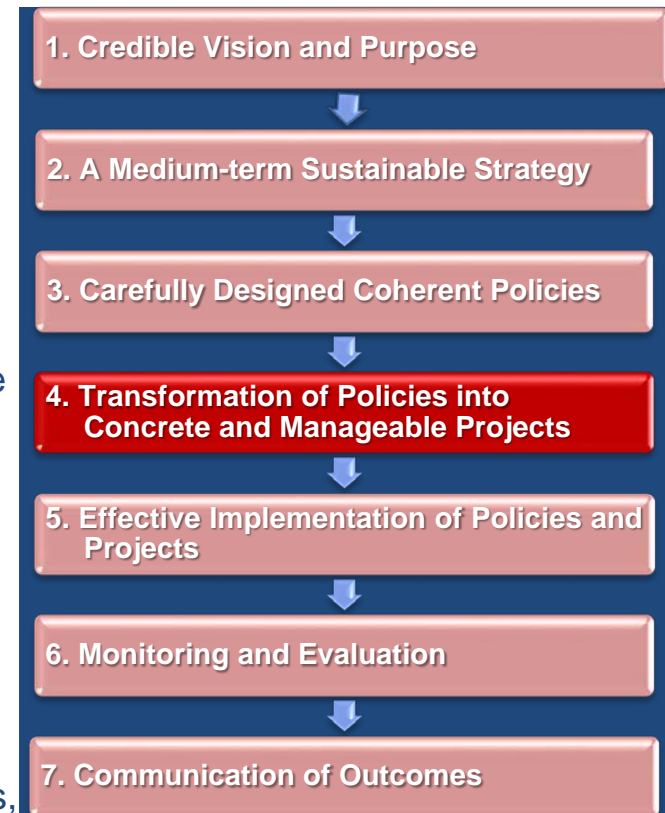 1. Credible Vision and Purpose
2. A Medium-term Sustainable Strategy
3. Carefully Designed Coherent Policies
e
4. Transformation of Policies into
Concrete and Manageable Projects
5. Effective Implementation of Policies and
Projects
6. Monitoring and Evaluation
7. Communication of Outcomes
s,